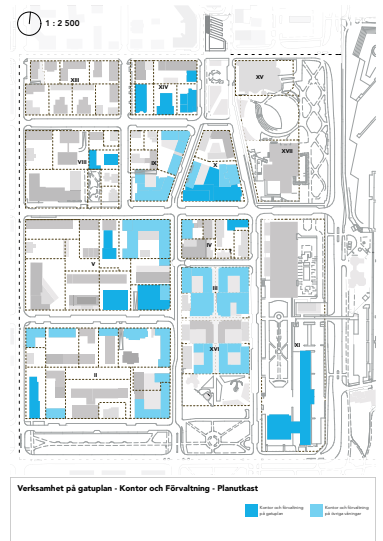 1 : 2 500
XIII
XIV
XV
VIII
IX
X
XVII
V
IV
III
XVI
XI
II
I
Verksamhet på gatuplan - Kontor och Förvaltning - Planutkast
Kontor och förvaltning
på gatuplan
Kontor och förvaltning
på övriga våningar